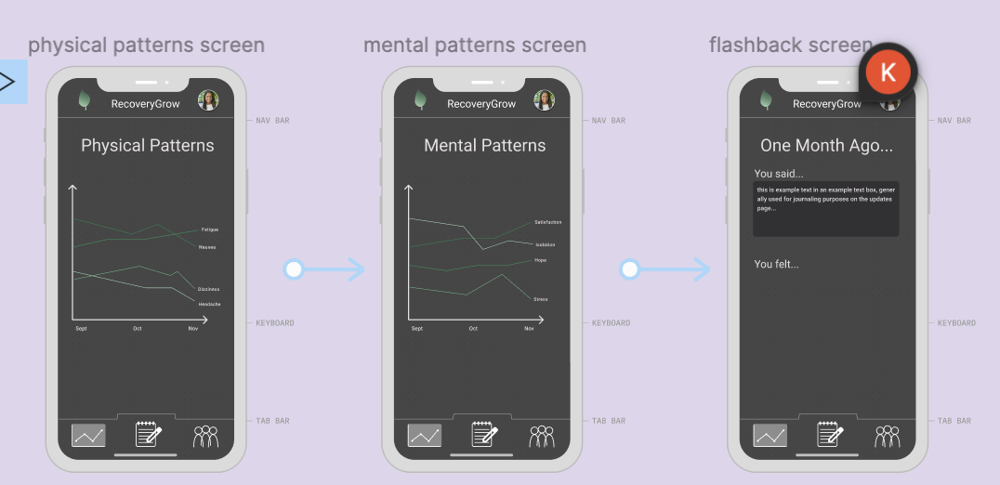 physical patterns screen
RecoveryGrow
NAV BAR
Physical Patterns
Fatigue
Nausea
Dizziness
Headache
Sept Oct Nov
KEYBOARD
TAB BAR
mental patterns screen
RecoveryGrow
NAV BAR
Mental Patterns
Satisfaction
Isolation
Hope
Stress
Sept Oct Nov
KEYBOARD
TAB BAR
flashback screen
K
RecoveryGrow
NAV BAR
One Month Ago...
You said...
this is example text in an example text box, gener
ally used for journaling purposes on the updates
page...
You felt...
KEYBOARD
TAB BAR